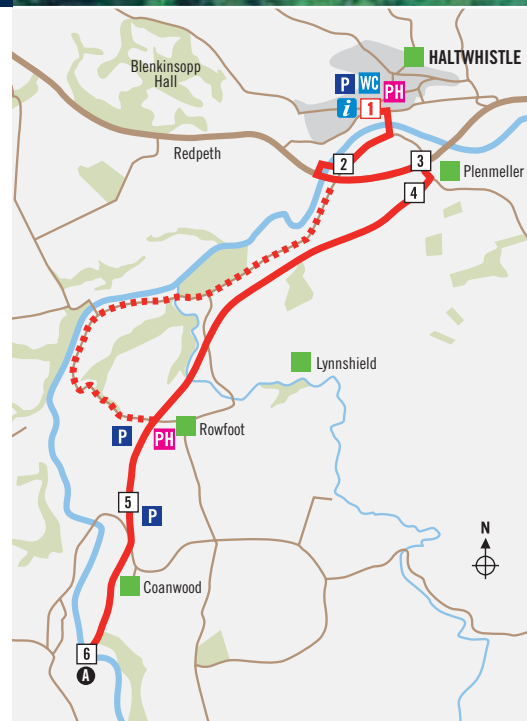 HALTWHISTLE
Blenkinsopp
Hall
P WC PH
i 1
Redpeth
2
3
Plenmeller
4
Lynnshield
P PH Rowfoot
5 P
N
Coanwood
6
A